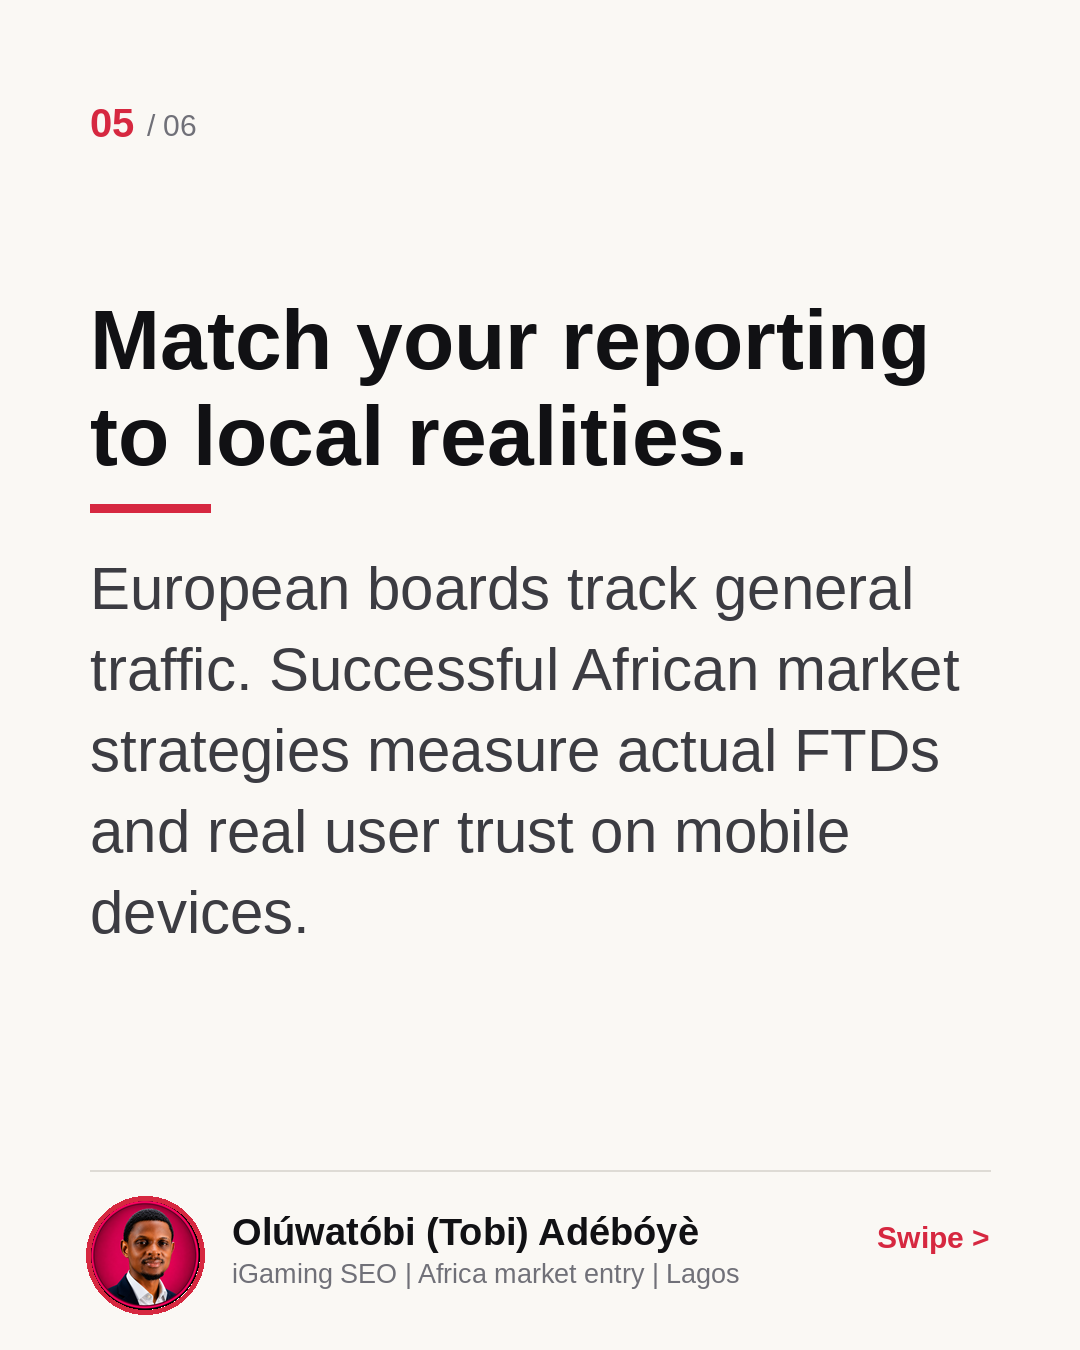 05 / 06
Match your reporting
to local realities.
European boards track general
traffic. Successful African market
strategies measure actual FTDs
and real user trust on mobile
devices.
Olúwatóbi (Tobi) Adébóyè
iGaming SEO | Africa market entry | Lagos
Swipe >